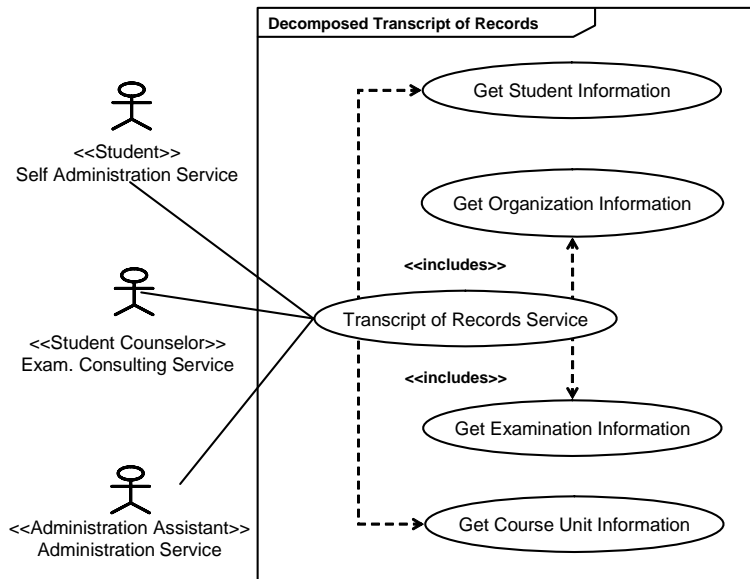 Decomposed Transcript of Records
Get Student Information
<<Student>>
Self Administration Service
Get Organization Information
<<includes>>
Transcript of Records Service
<<Student Counselor>>
Exam. Consulting Service
<<includes>>
Get Examination Information
<<Administration Assistant>>
Administration Service
Get Course Unit Information